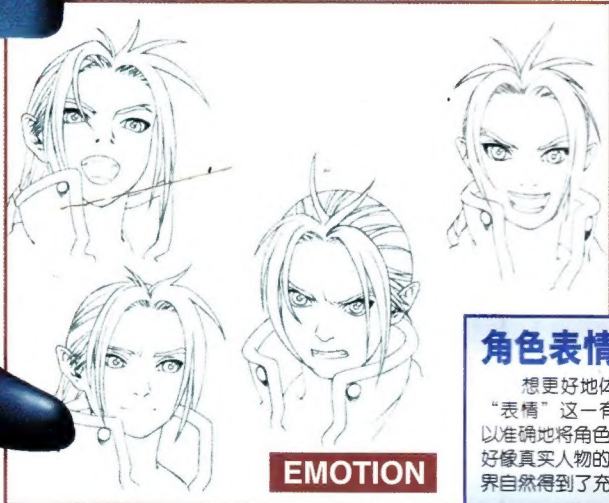 EMOTION
角色表情
想更好地体
“表情”这一有
以准确地将角色
好像真实人物的
界自然得到了充